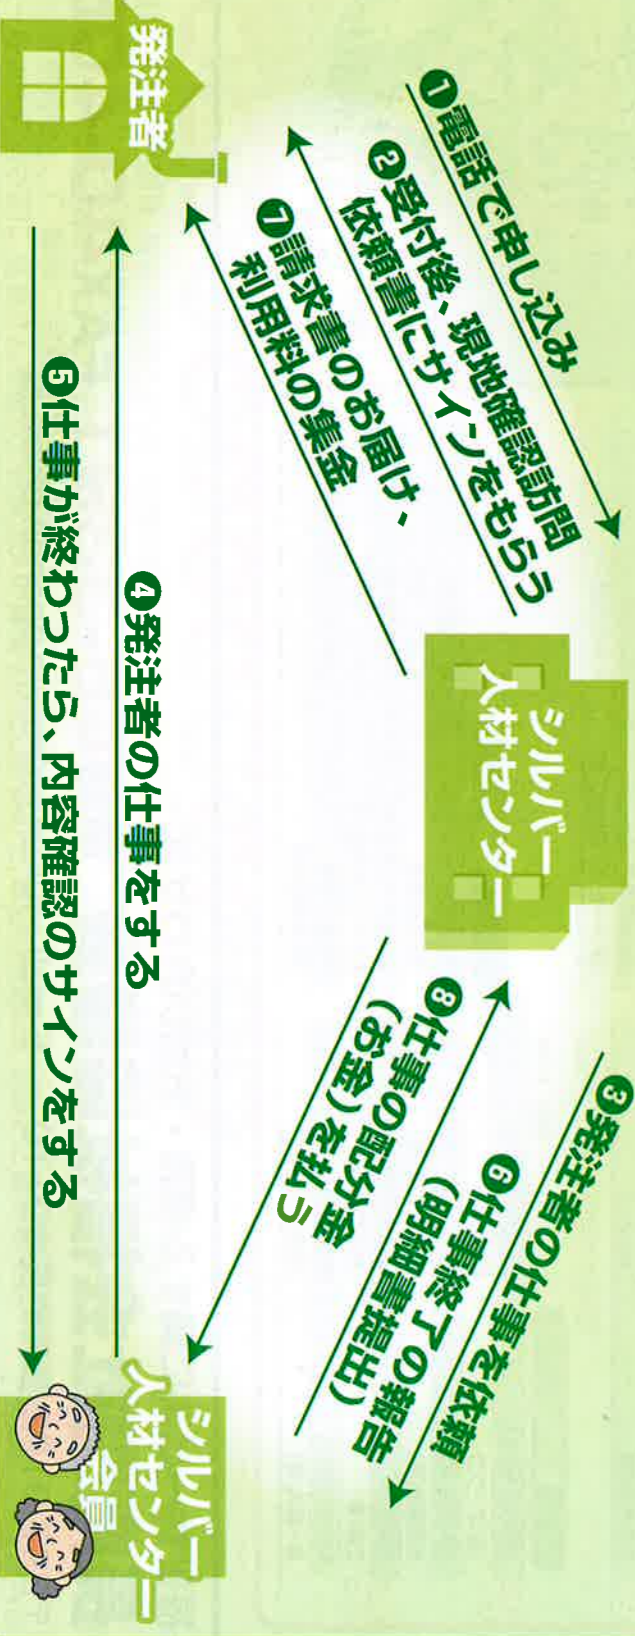 ❶電話で申し込み
❷受付後、現地確認訪問
依頼書にサインをもらう
❼請求書のお届け、
利用料の集金
発注者
シルバー
人材センター
❸発注者の仕事を依頼
❻仕事終了の報告
(明細書提出)
❽仕事の配分金
(お金)を払う
❹発注者の仕事をする
❺仕事が終わったら、内容確認のサインをする
シルバー
人材センター
会員